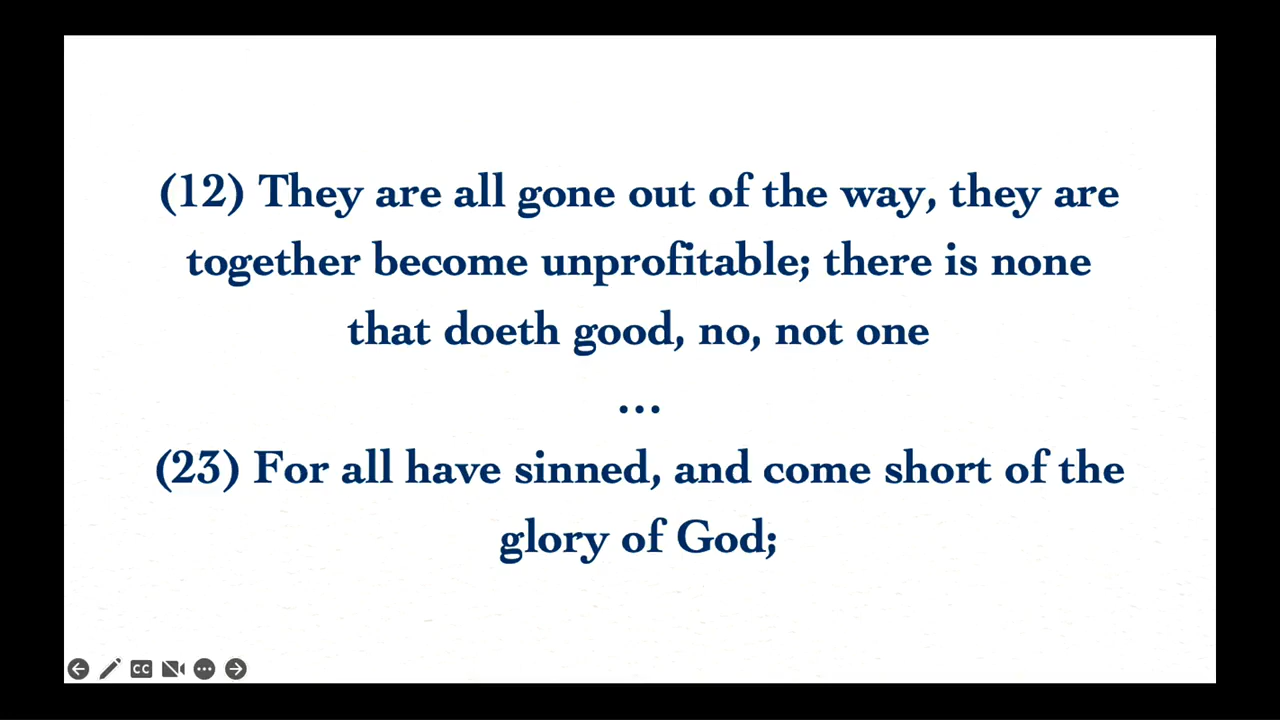 (12) They are all gone out of the way, they are
together become unprofitable; there is none
that doeth good, no, not one
...
(23) For all have sinned, and come short of the
glory of God;
CC